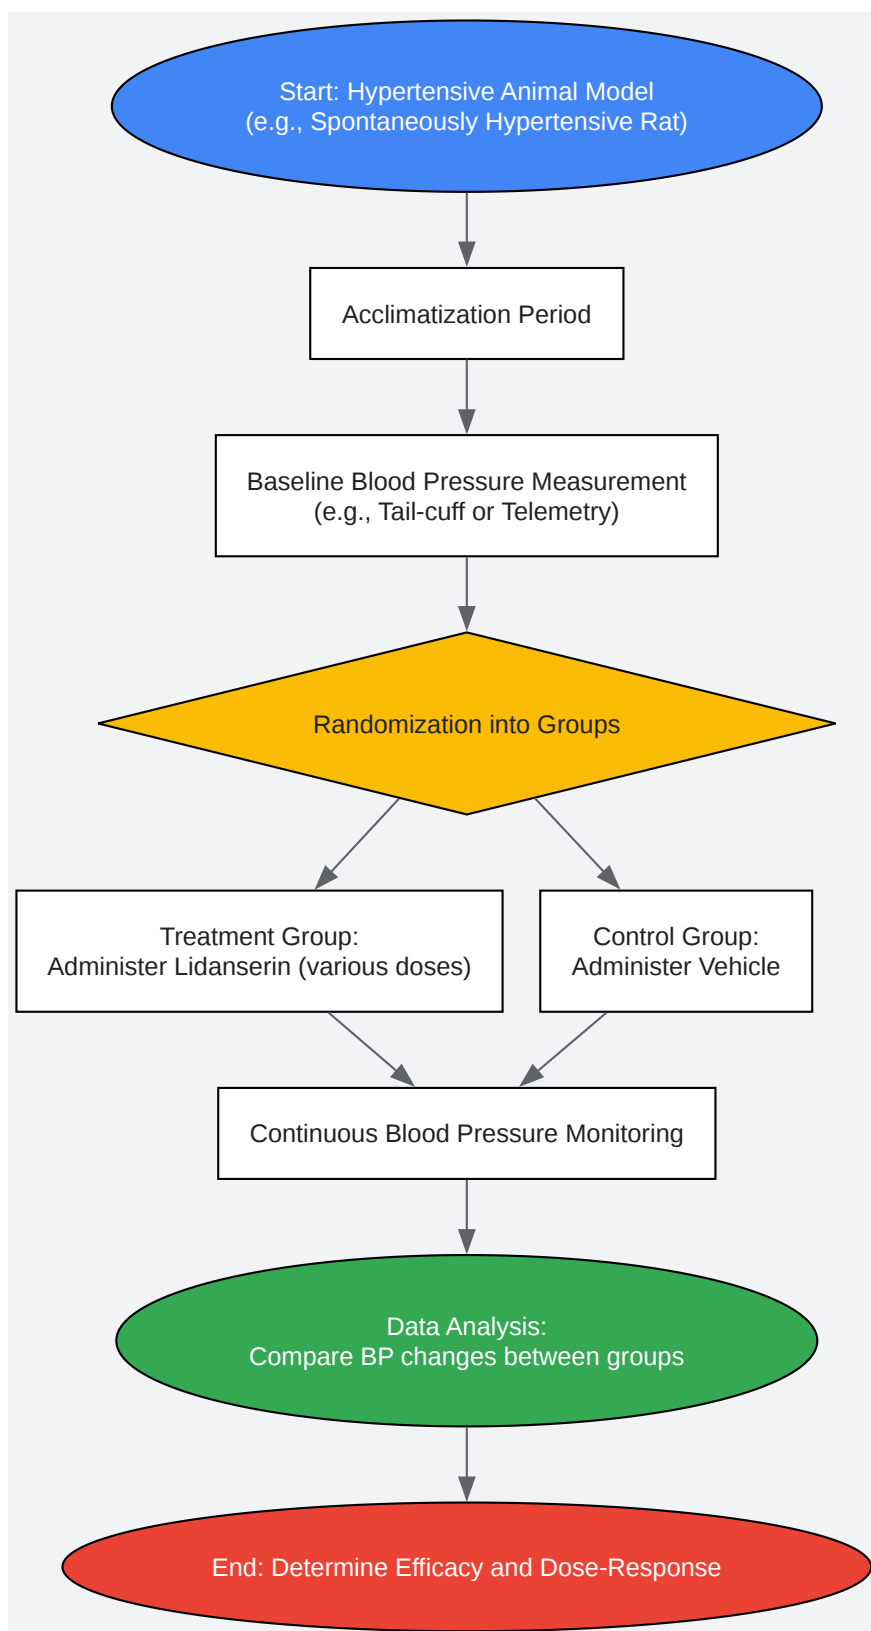 Start: Hypertensive Animal Model
(e.g., Spontaneously Hypertensive Rat)
Acclimatization Period
Baseline Blood Pressure Measurement
(e.g., Tail-cuff or Telemetry)
Randomization into Groups
Treatment Group:
Administer Lidanserin (various doses)
Control Group:
Administer Vehicle
Continuous Blood Pressure Monitoring
Data Analysis:
Compare BP changes between groups
End: Determine Efficacy and Dose-Response